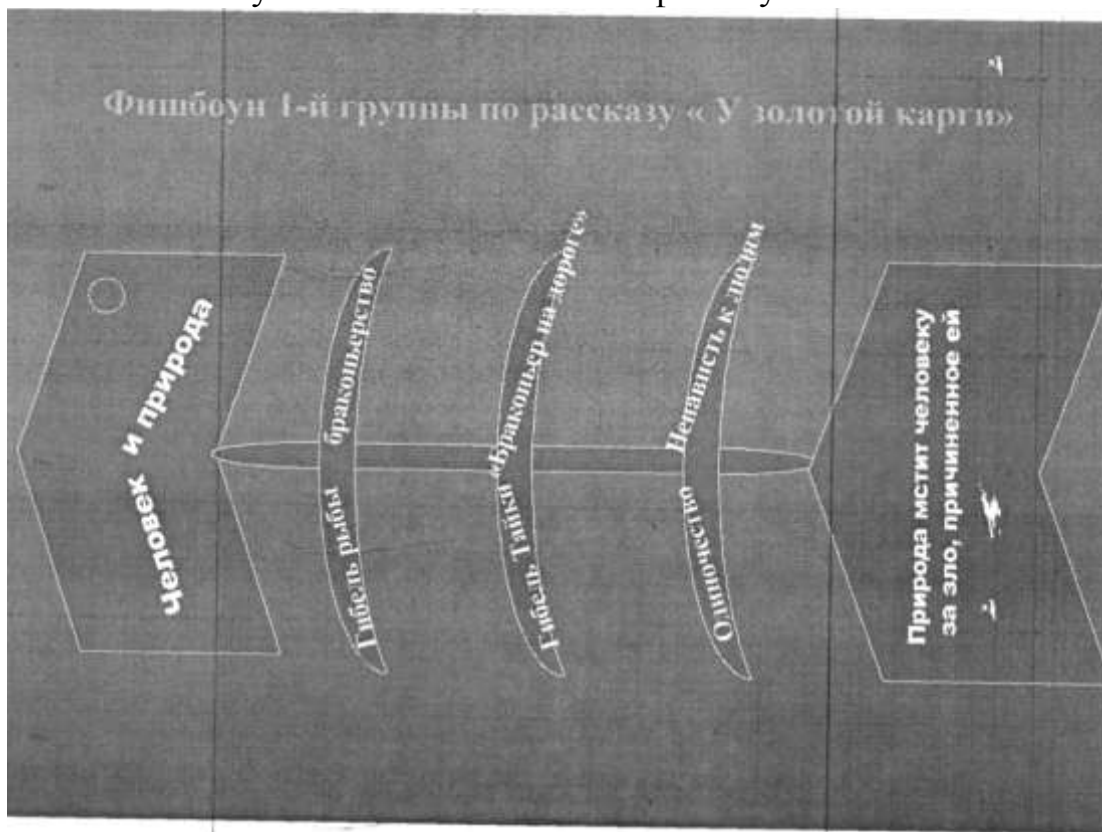 Фишбоун 1-й группы по рассказу « У золотой карги»
Человек и природа
браконьерство
Гибель рыбы
«Браконьер на дороге»
Гибель Тайки
Ненависть к людям
Одиночество
Природа мстит человеку
за зло, причиненное ей